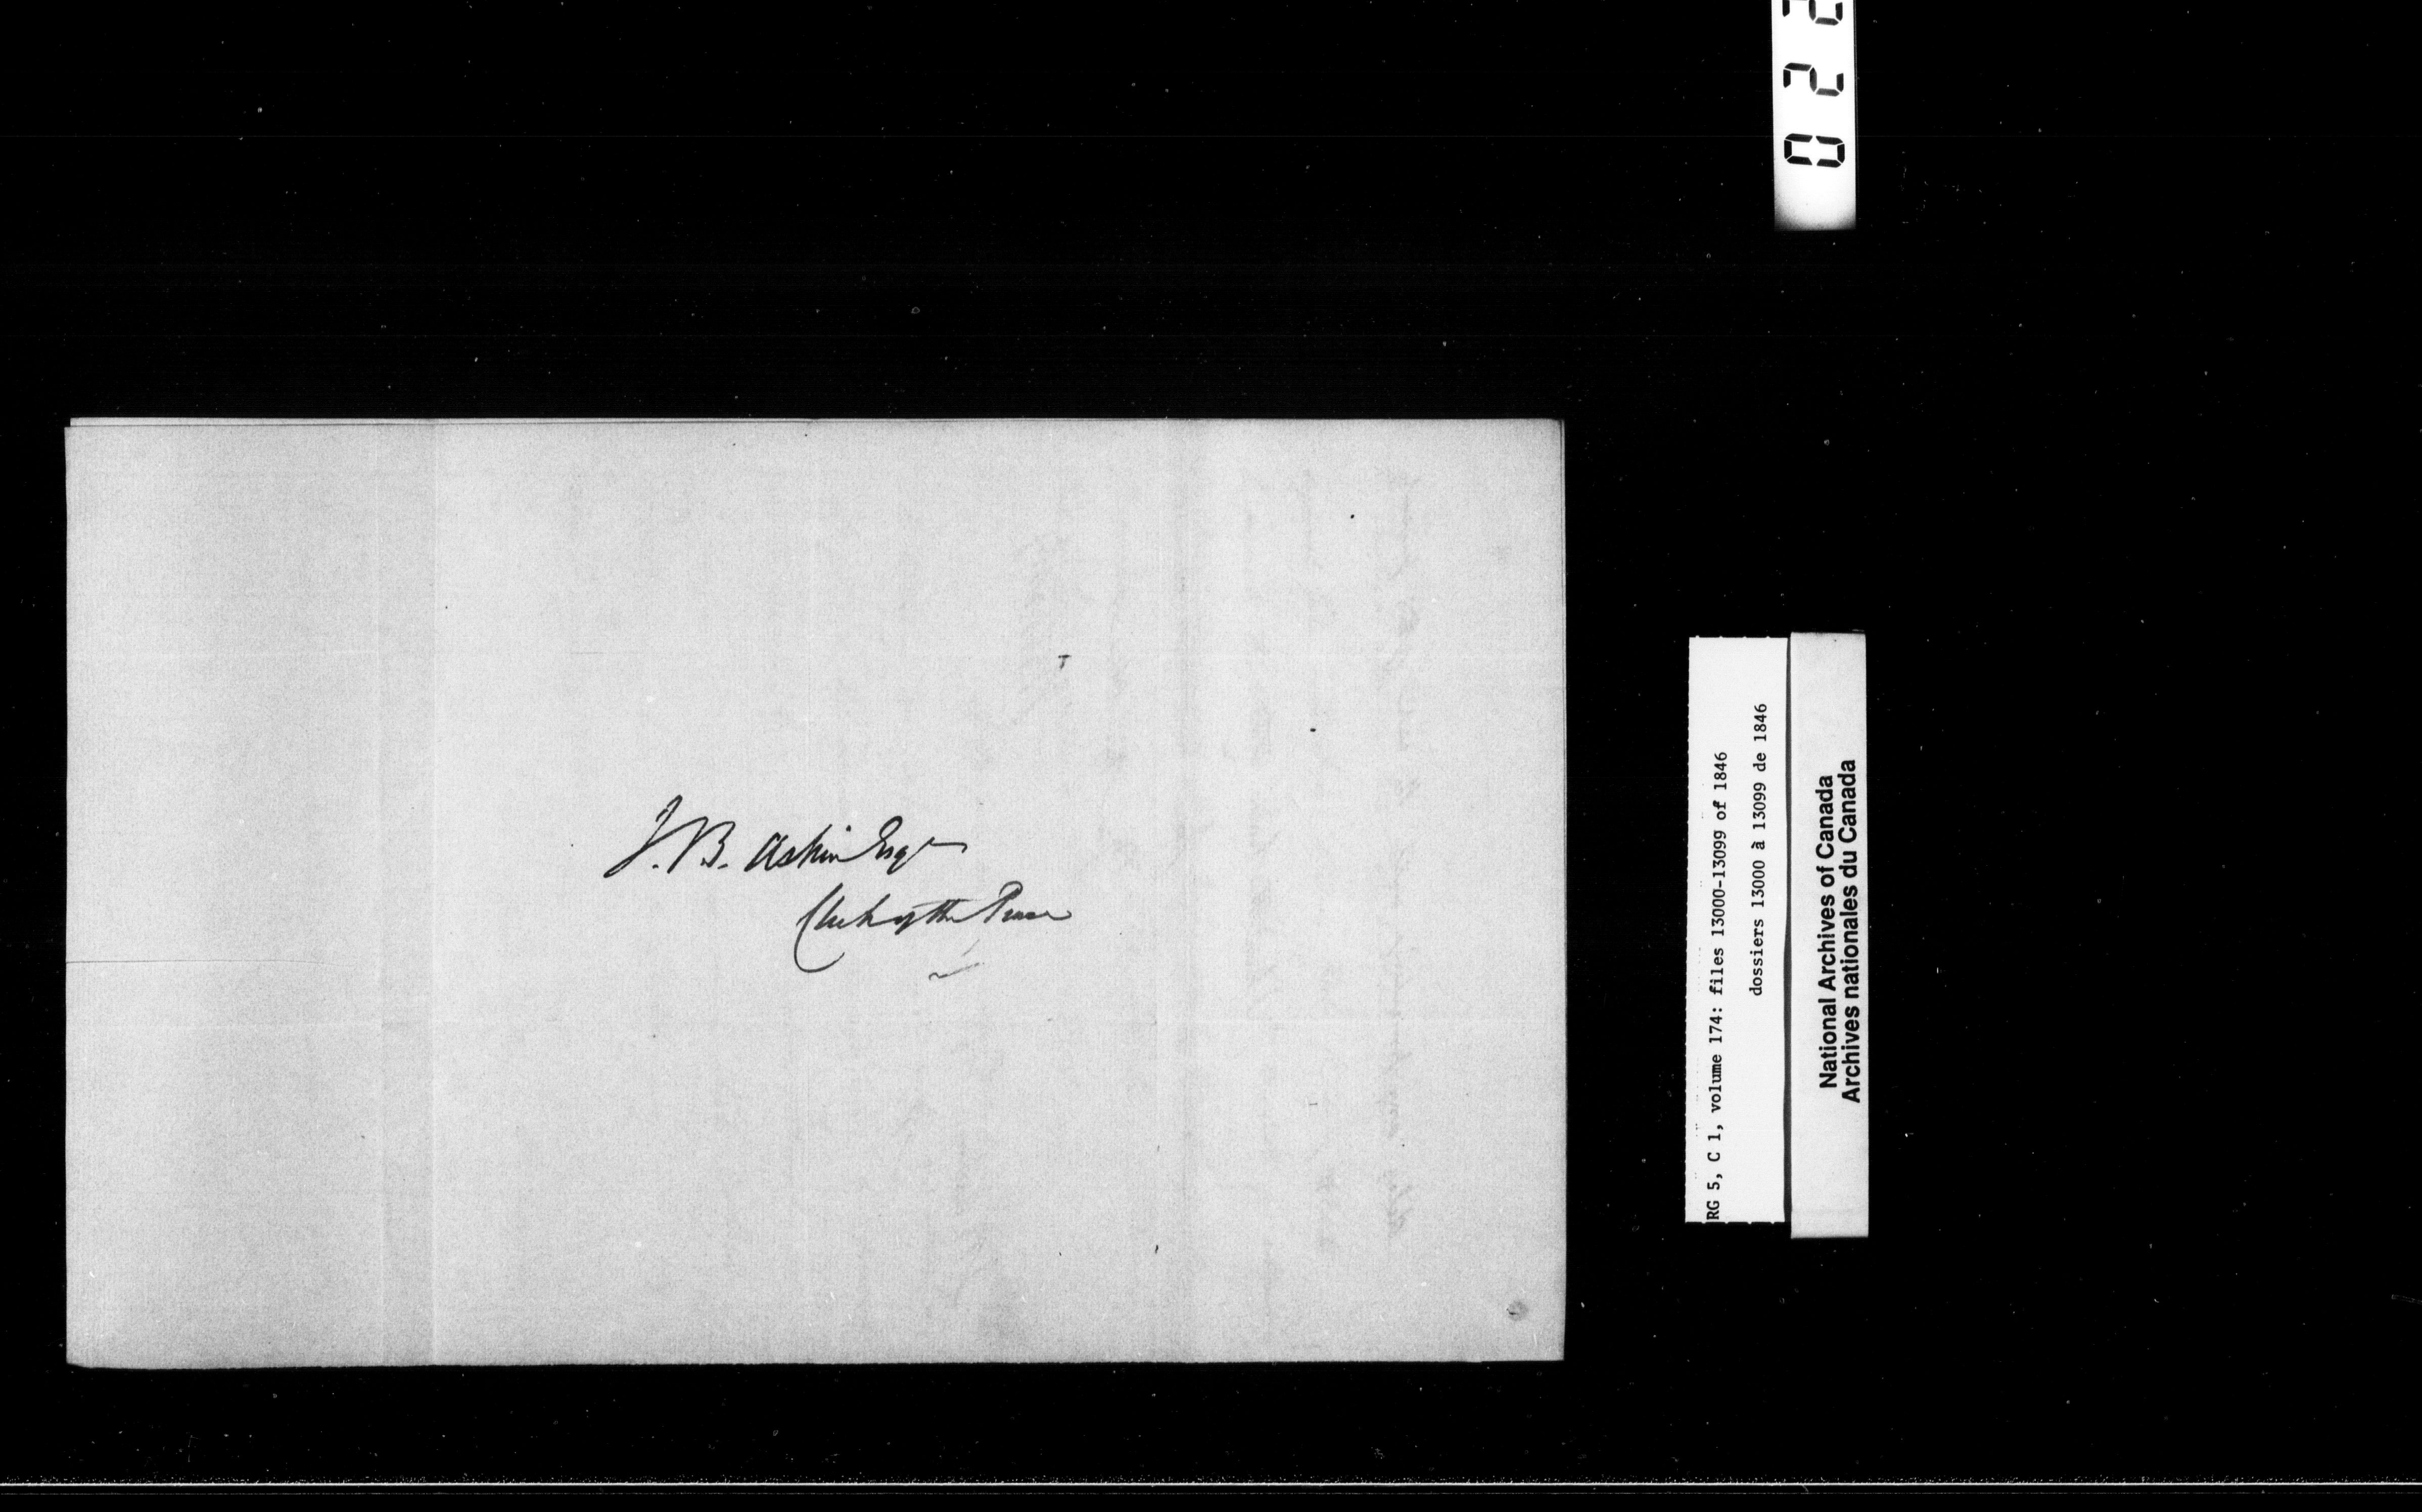 J. B. Askin Esqr
Clerk of the Peace
022
RG 5, C 1, volume 174: files 13000-13099 of 1846
dossiers 13000 à 13099 de 1846
National Archives of Canada
Archives nationales du Canada